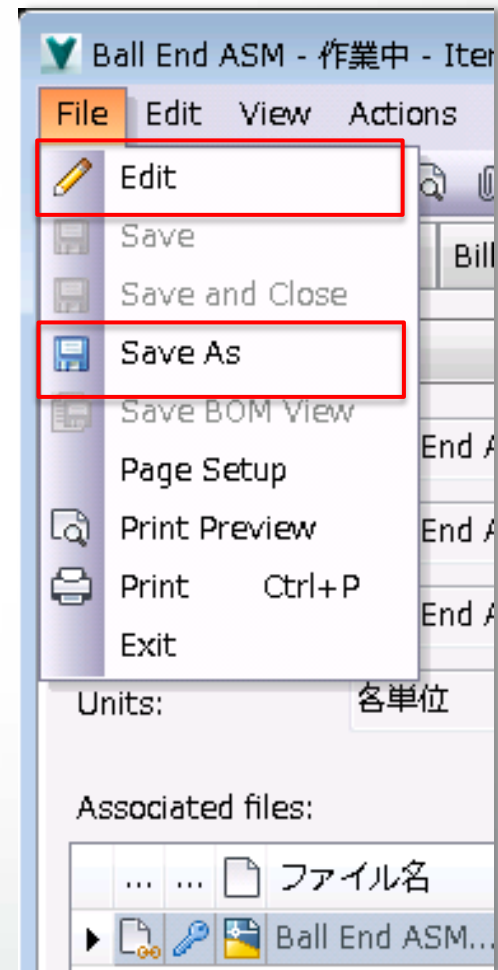 Ball End ASM - 作業中 - Iter
File Edit View Actions
Edit
Save
Bill
Save and Close
Save As
Save BOM View
End A
Page Setup
Print Preview
End A
Print Ctrl+P
End A
Exit
Units: 各単位
Associated files:
... ... ファイル名
Ball End ASM...